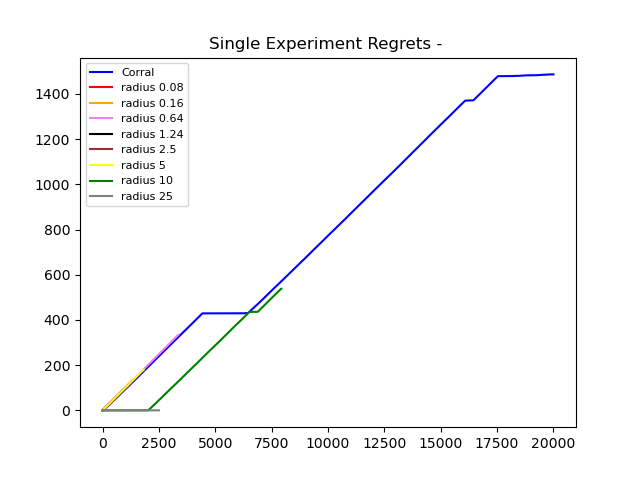 Single Experiment Regrets -
Corral
radius 0.08
radius 0.16
radius 0.64
radius 1.24
radius 2.5
radius 5
radius 10
radius 25
1400
1200
1000
800
600
400
200
0
0 2500 5000 7500 10000 12500 15000 17500 20000